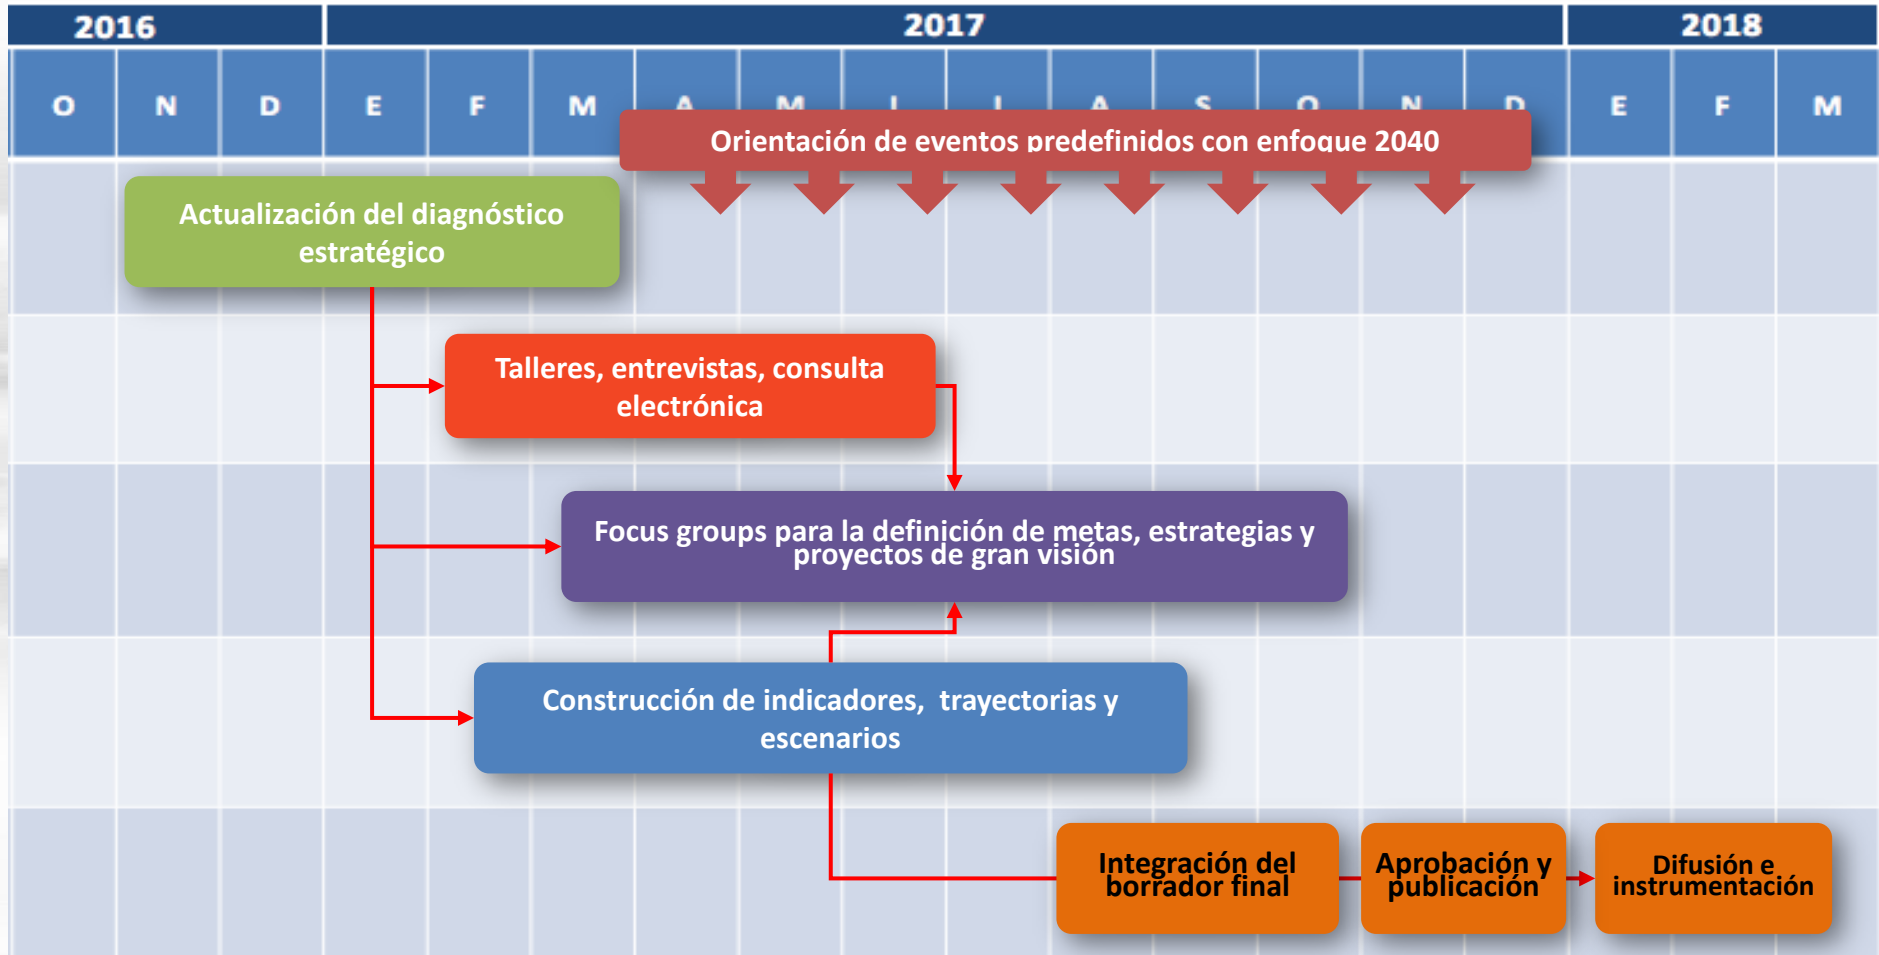 2016 2017 2018
O N D E F M A M J J A S O N D E F M
Orientación de eventos predefinidos con enfoque 2040
Actualización del diagnóstico
estratégico
Talleres, entrevistas, consulta
electrónica
Focus groups para la definición de metas, estrategias y
proyectos de gran visión
Construcción de indicadores, trayectorias y
escenarios
Integración del
borrador final
Aprobación y
publicación
Difusión e
instrumentación